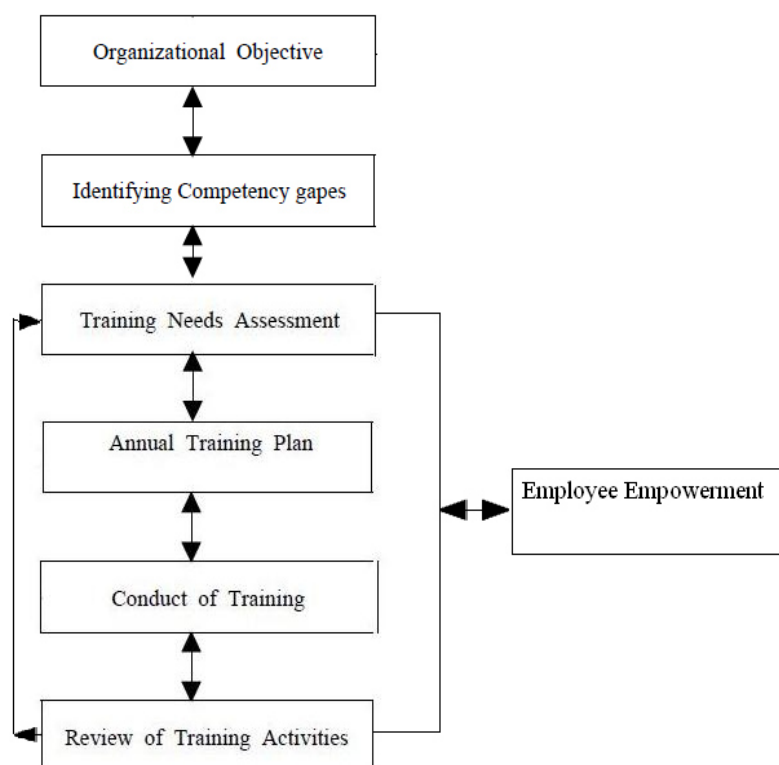 Organizational Objective
Identifying Competency gapes
Training Needs Assessment
Annual Training Plan
Employee Empowerment
Conduct of Training
Review of Training Activities